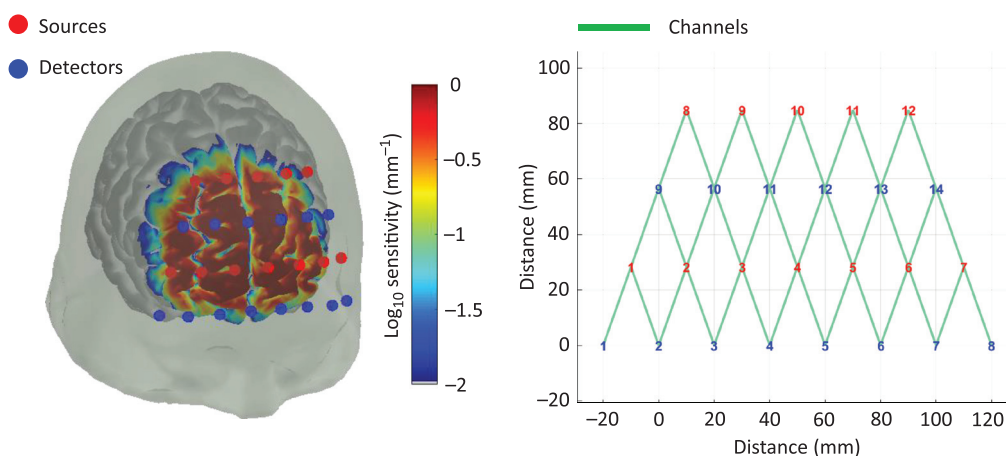 Sources
Detectors
0
–0.5
–1
–1.5
–2
Log10 sensitivity (mm−1)
Channels
100
80
60
40
20
0
–20
Distance (mm)
8 9 10 11 12
9 10 11 12 13 14
1 2 3 4 5 6 7
1 2 3 4 5 6 7 8
–20 0 20 40 60 80 100 120
Distance (mm)